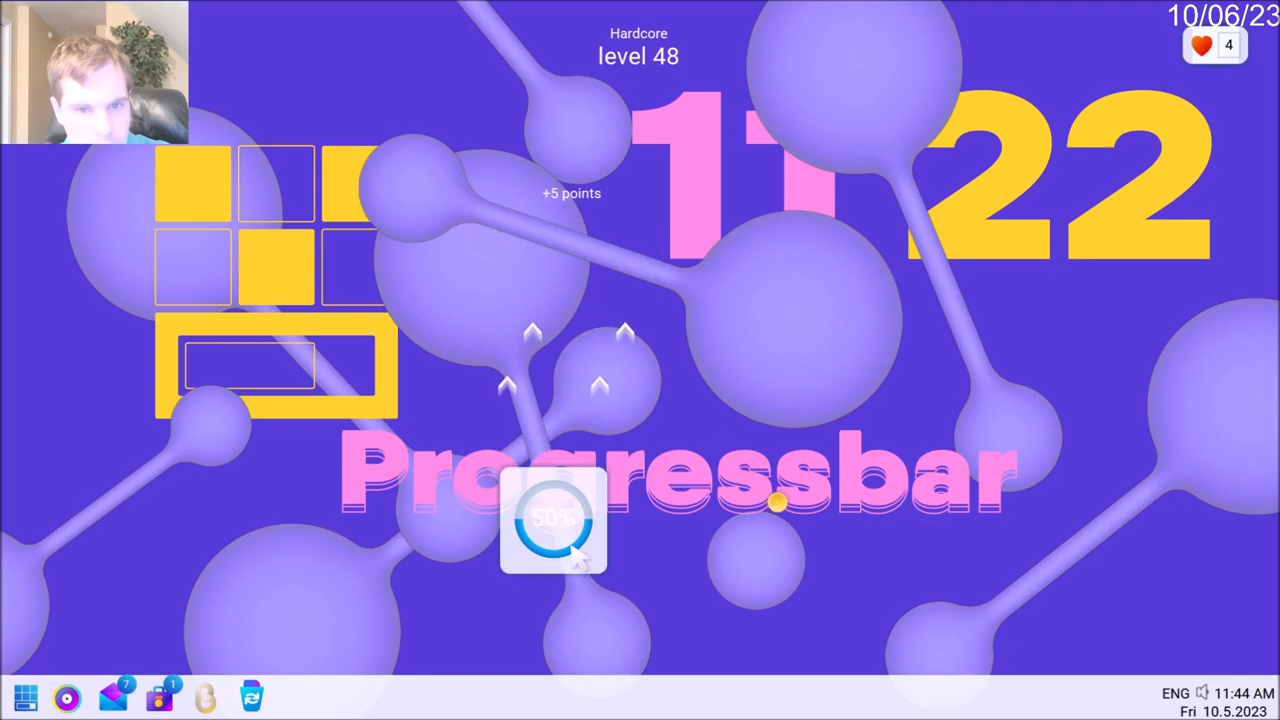 10/06/23
Hardcore
level 48
4
11 22
+5 points
Progressbar
50%
7
1
ENG 11:44 AM
Fri 10.5.2023